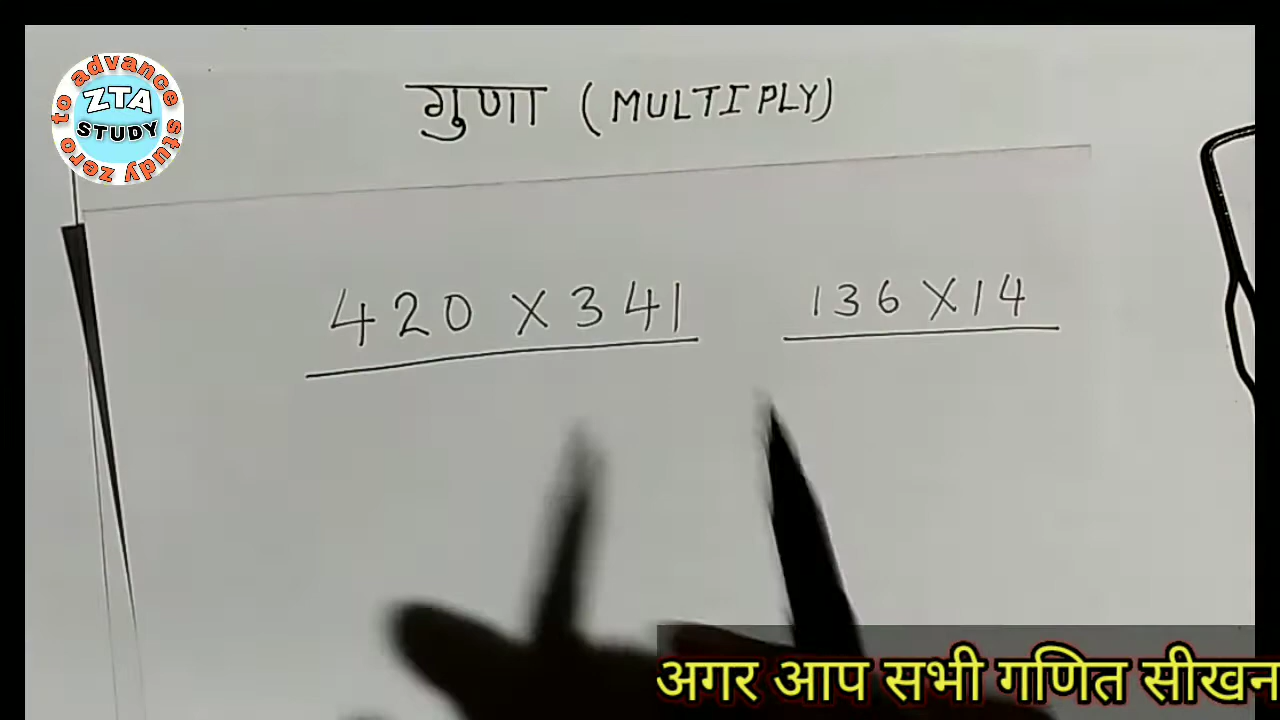 zero to advance study
ZTA
STUDY
गुणा (MULTIPLY)
420 X 341
136 X 14
अगर आप सभी गणित सीखन